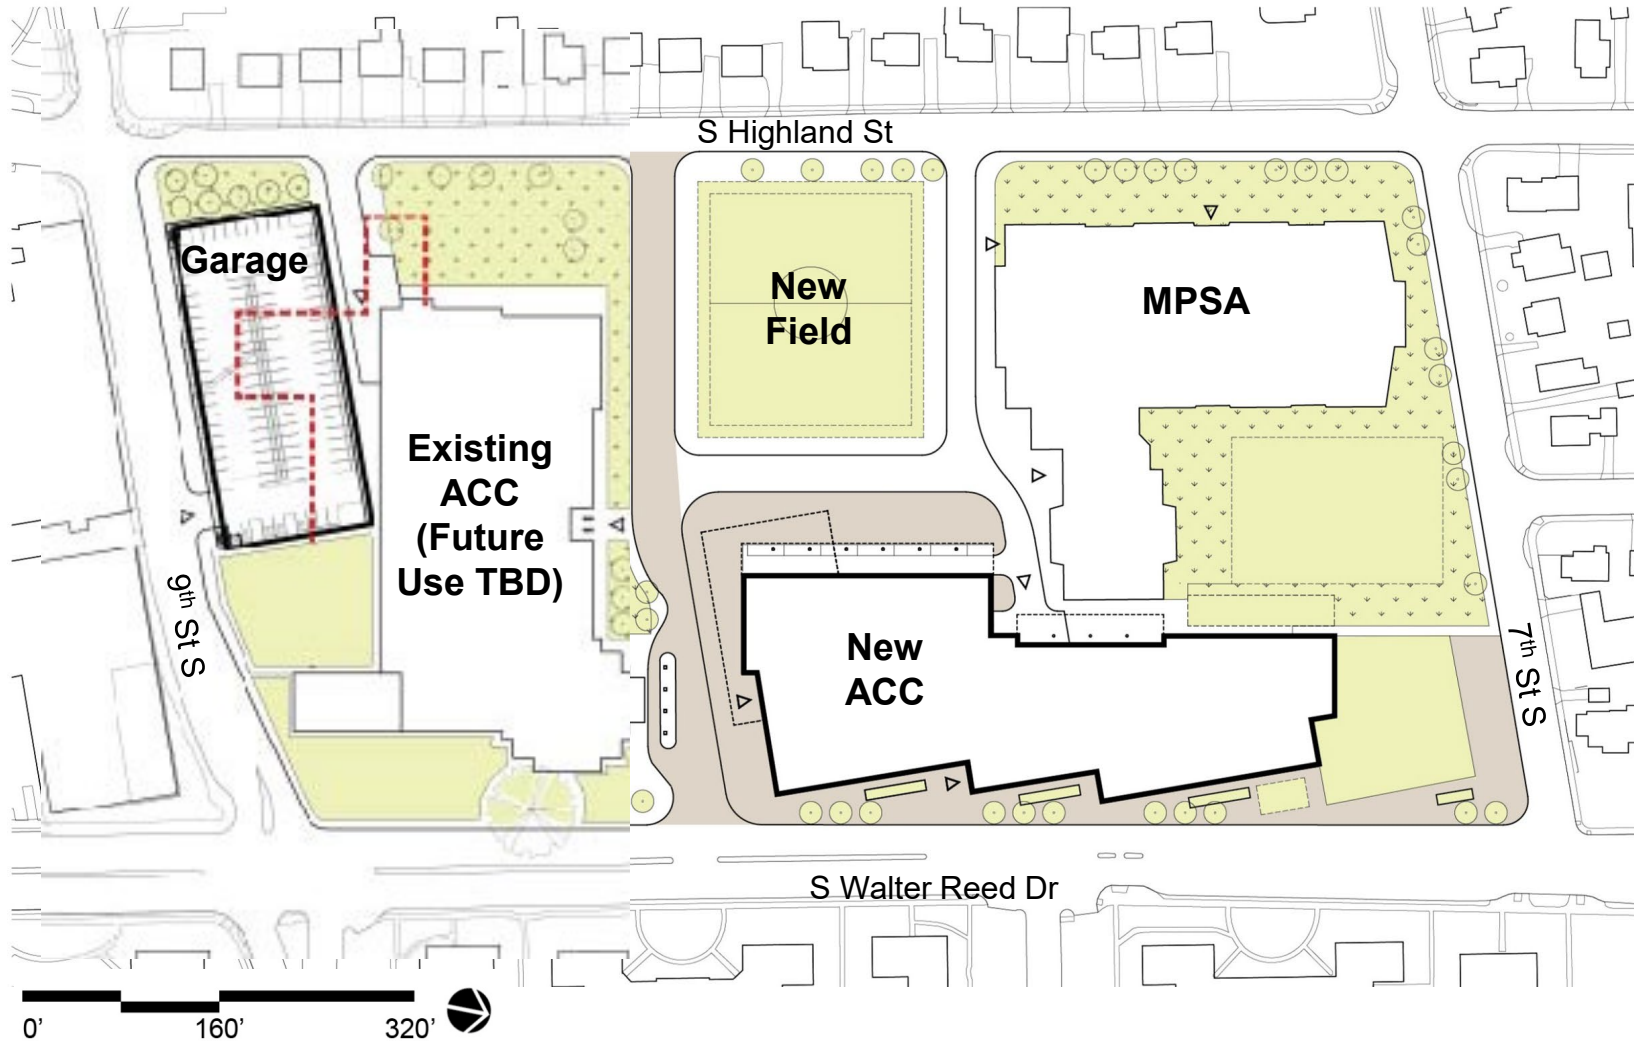 S Highland St
Garage
New
Field
MPSA
Existing
ACC
(Future
Use TBD)
9th St S
New
ACC
7th St S
S Walter Reed Dr
0’ 160’ 320’